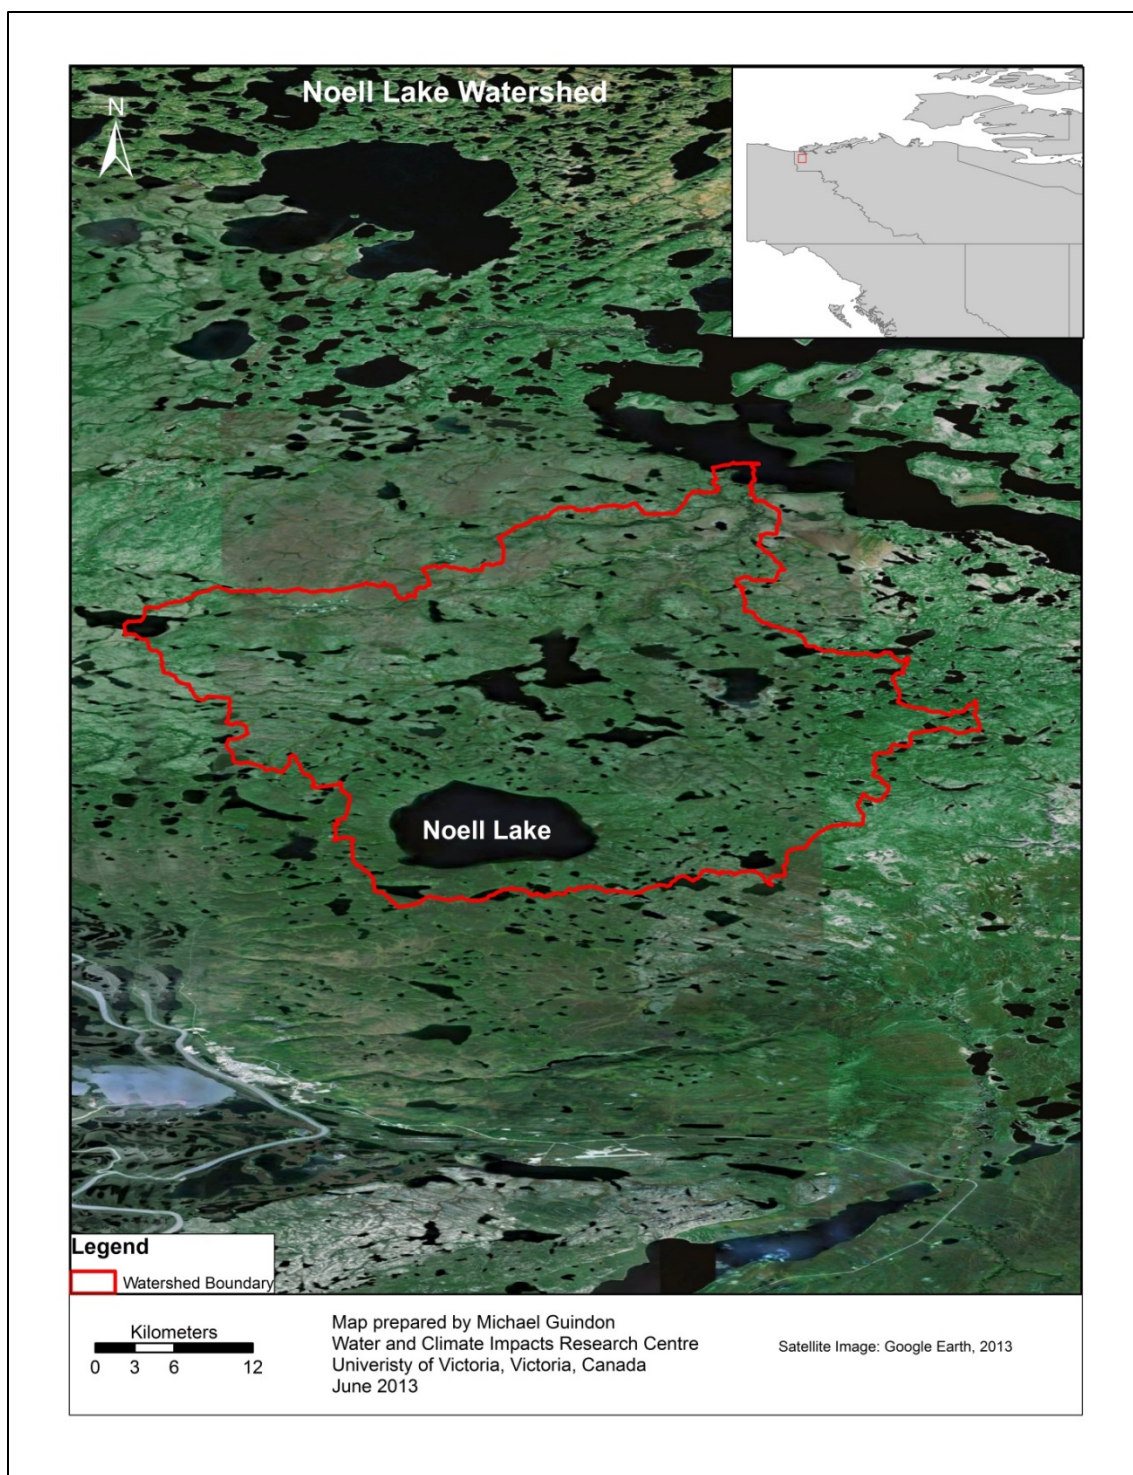 Noell Lake Watershed
N
Noell Lake
Legend
Watershed Boundary
Kilometers
0 3 6 12
Map prepared by Michael Guindon
Water and Climate Impacts Research Centre
Univeristy of Victoria, Victoria, Canada
June 2013
Satellite Image: Google Earth, 2013